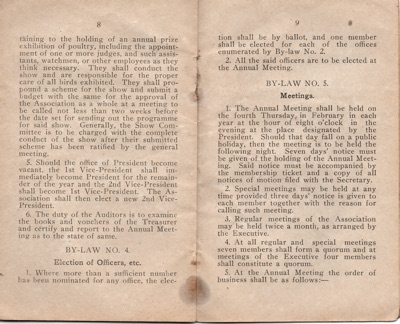 8
taining to the holding of an annual prize
exhibition of poultry, including the appoint-
ment of one or more judges, and such assis-
tants, watchmen, or other employees as they
think necessary. They shall conduct the
show and are responsible for the proper
care of all birds exhibited. They shall pro-
pound a scheme for the show and submit a
budget with the same for the approval of
the Association as a whole at a meeting to
be called not less than two weeks before
the date set for sending out the programme
for said show. Generally, the Show Com-
mittee is to be charged with the complete
conduct of the show after their submitted
scheme has been ratified by the general
meeting.
5. Should the office of President become
vacant, the 1st Vice-President shall im-
mediately become President for the remain-
der of the year and the 2nd Vice-President
shall become 1st Vice-President. The As-
sociation shall then elect a new 2nd Vice-
President.
6. The duty of the Auditors is to examine
the books and vouchers of the Treasurer
and certify and report to the Annual Meet-
ing as to the state of same.
BY-LAW NO. 4.
Election of Officers, etc.
1. Where more than a sufficient number
has been nominated for any office, the elec-
9
tion shall be by ballot, and one member
shall be elected for each of the offices
enumerated by By-law No. 2.
2. All the said officers are to be elected at
the Annual Meeting.
BY-LAW NO. 5.
Meetings.
1. The Annual Meeting shall be held on
the fourth Thursday, in February in each
year at the hour of eight o'clock in the
evening at the place designated by the
President. Should that day fall on a public
holiday, then the meeting is to be held the
following night. Seven days' notice must
be given of the holding of the Annual Meet-
ing. Said notice must be accompanied by
the membership ticket and a copy of all
notices of motion filed with the Secretary.
2. Special meetings may be held at any
time provided three days' notice is given to
each member together with the reason for
calling such meeting.
3. Regular meetings of the Association
may be held twice a month, as arranged by
the Executive.
4. At all regular and special meetings
seven members shall form a quorum and at
meetings of the Executive four members
shall constitute a quorum.
5. At the Annual Meeting the order of
business shall be as follows:—